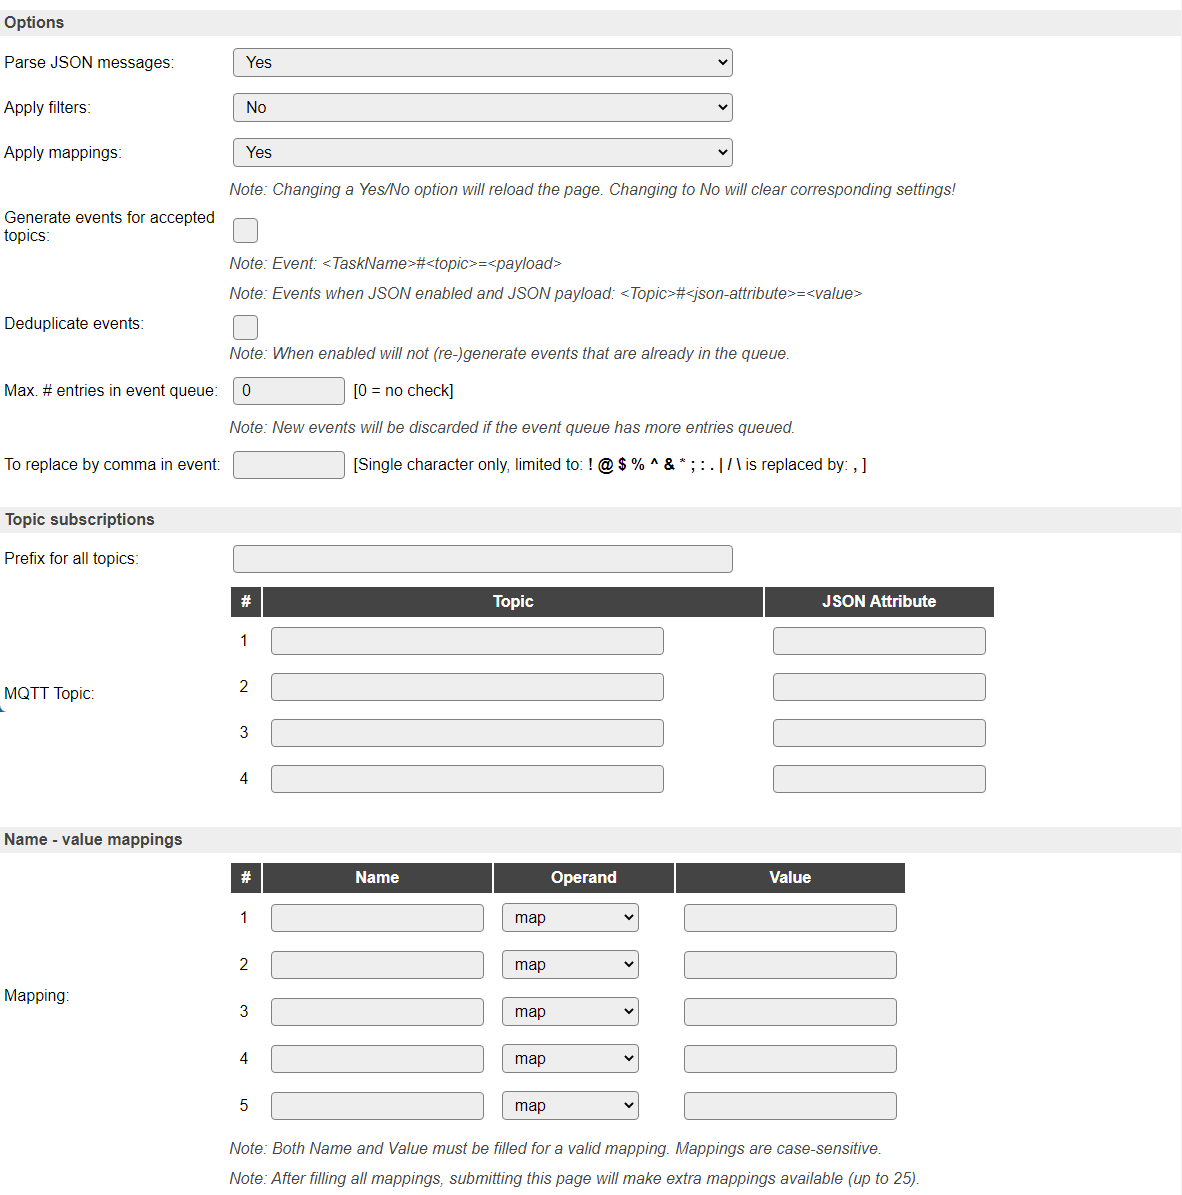 Options
Parse JSON messages: Yes
Apply filters: No
Apply mappings: Yes
Note: Changing a Yes/No option will reload the page. Changing to No will clear corresponding settings!
Generate events for accepted
topics:
Note: Event: <TaskName>#<topic>=<payload>
Note: Events when JSON enabled and JSON payload: <Topic>#<json-attribute>=<value>
Deduplicate events:
Note: When enabled will not (re-)generate events that are already in the queue.
Max. # entries in event queue: 0 [0 = no check]
Note: New events will be discarded if the event queue has more entries queued.
To replace by comma in event: [Single character only, limited to: ! @ $ % ^ & * ; : . | / \ is replaced by: , ]
Topic subscriptions
Prefix for all topics:
# Topic JSON Attribute
1
2
MQTT Topic:
3
4
Name - value mappings
# Name Operand Value
1 map
2 map
Mapping:
3 map
4 map
5 map
Note: Both Name and Value must be filled for a valid mapping. Mappings are case-sensitive.
Note: After filling all mappings, submitting this page will make extra mappings available (up to 25).